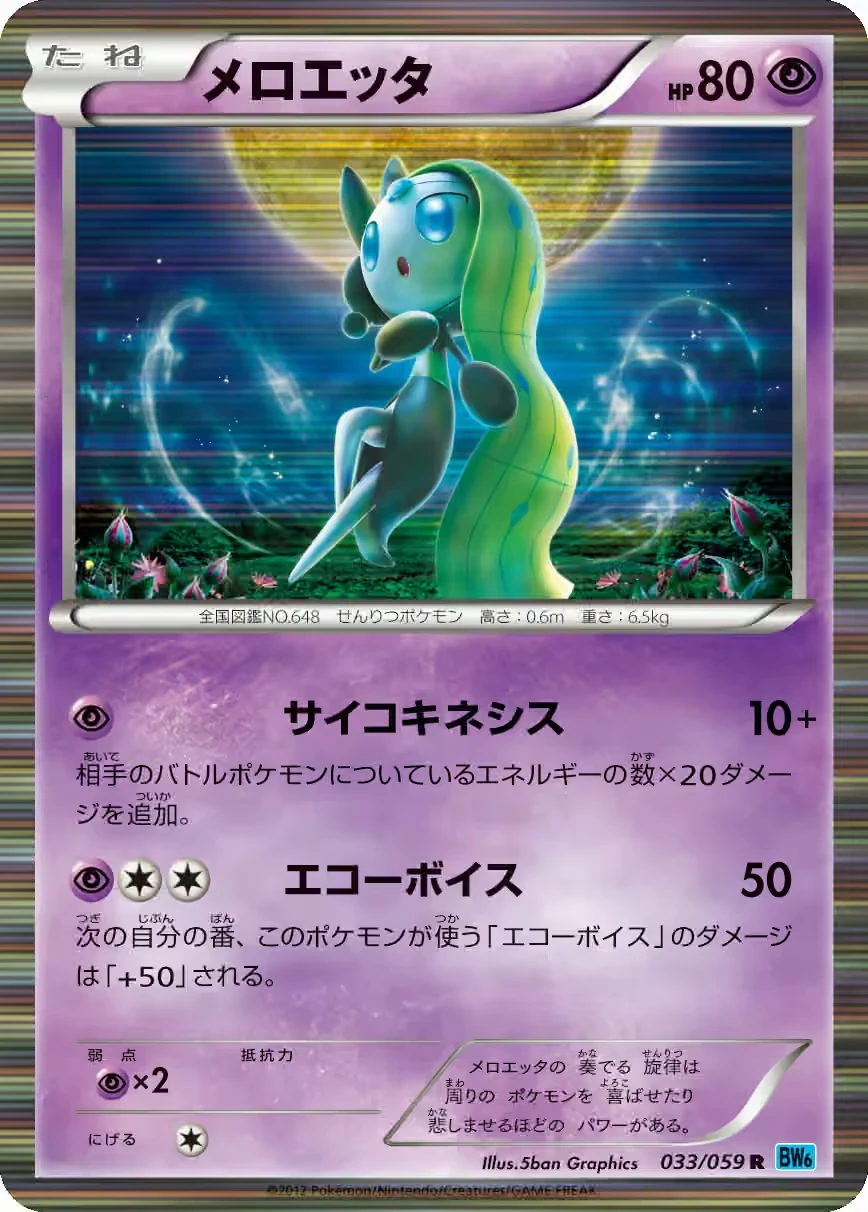 たね
メロエッタ
HP80
全国図鑑NO.648 せんりつポケモン 高さ：0.6m 重さ：6.5kg
サイコキネシス 10+
相手のバトルポケモンについているエネルギーの数×20ダメー
ジを追加。
エコーボイス 50
次の自分の番、このポケモンが使う「エコーボイス」のダメージ
は「+50」される。
弱点 抵抗力
×2
にげる
メロエッタの 奏でる 旋律は
周りの ポケモンを 喜ばせたり
悲しませるほどの パワーがある。
Illus.5ban Graphics 033/059 R BW6
©2012 Pokémon/Nintendo/Creatures/GAME FREAK.